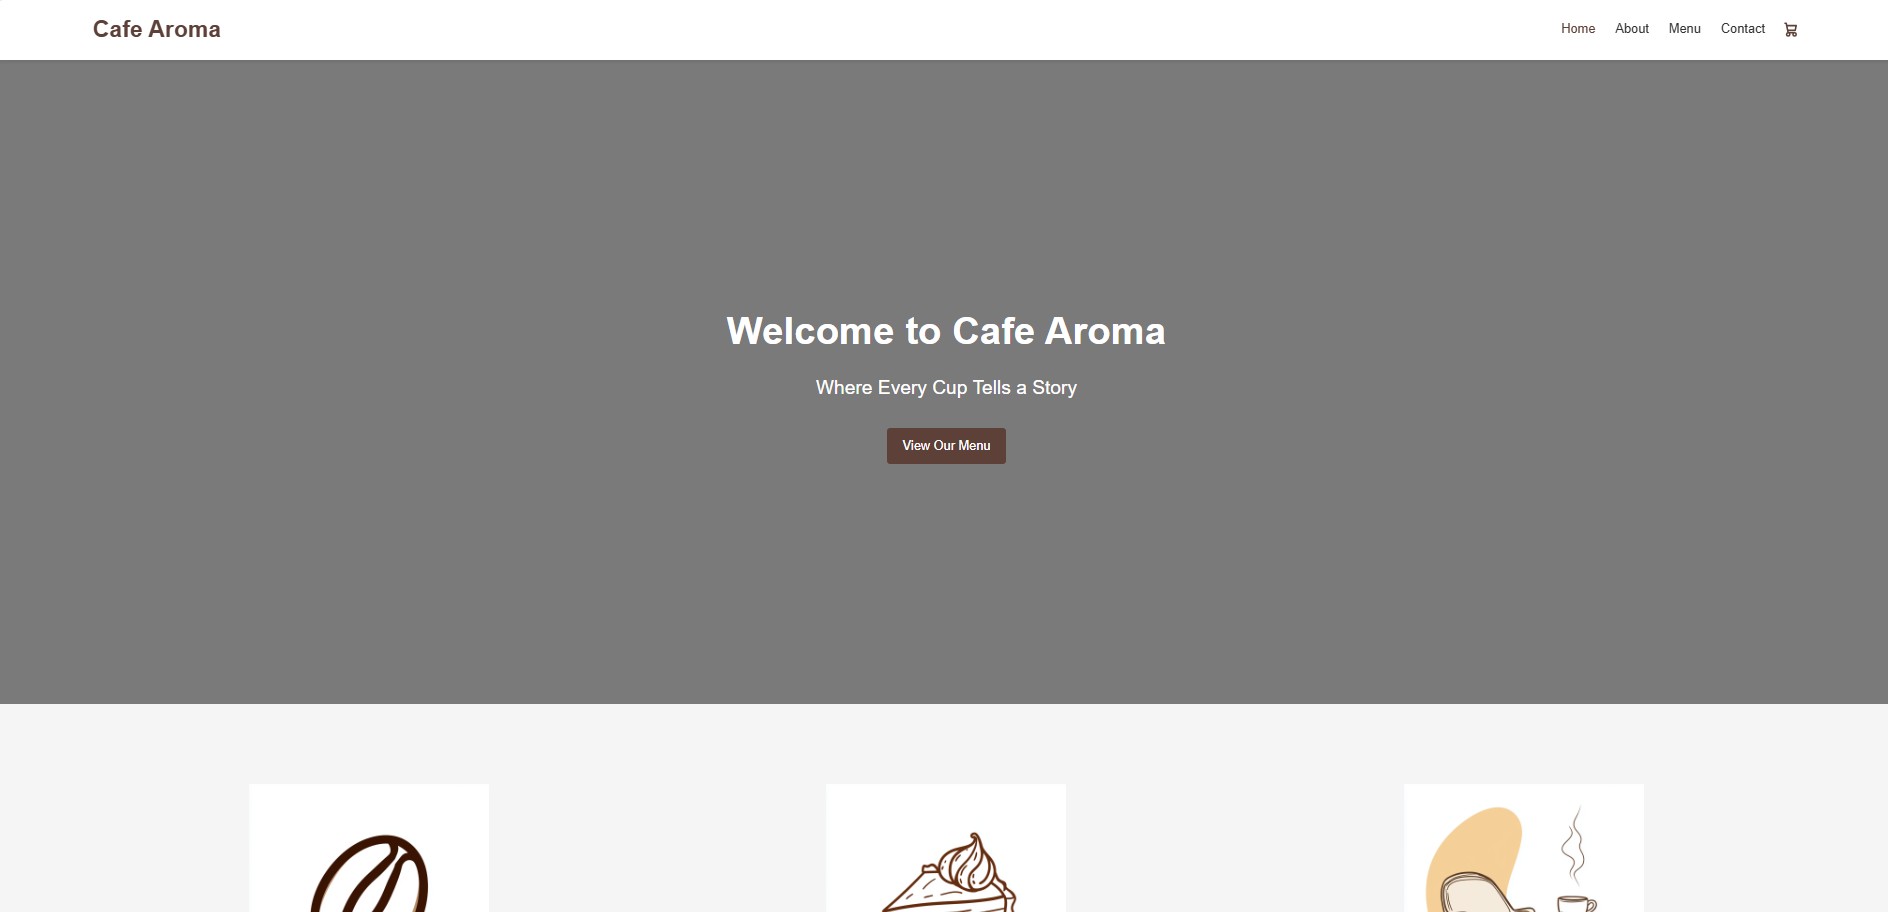 Cafe Aroma
Home About Menu Contact
Welcome to Cafe Aroma
Where Every Cup Tells a Story
View Our Menu